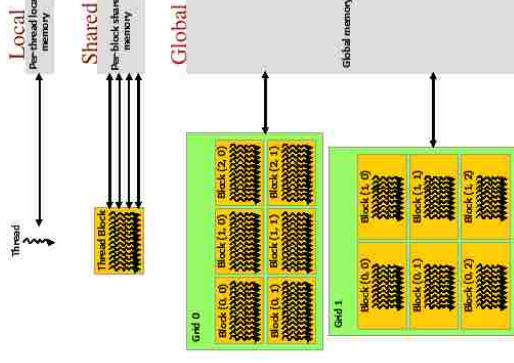 Thread
Local
Per-thread local
memory
Thread Block
Shared
Per-block shared
memory
Global
Grid 0
Block (0, 0)
Block (1, 0)
Block (2, 0)
Block (0, 1)
Block (1, 1)
Block (2, 1)
Global memory
Grid 1
Block (0, 0)
Block (1, 0)
Block (0, 1)
Block (1, 1)
Block (0, 2)
Block (1, 2)